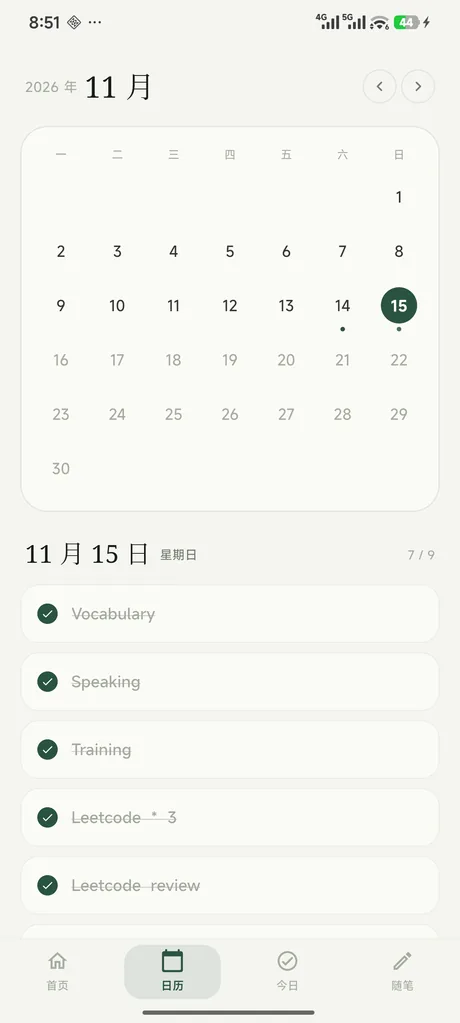 8:51 ··· 4G 5G 6 44
2026 年 11 月
一 二 三 四 五 六 日
1
2 3 4 5 6 7 8
9 10 11 12 13 14 15
16 17 18 19 20 21 22
23 24 25 26 27 28 29
30
11 月 15 日 星期日 7 / 9
Vocabulary
Speaking
Training
Leetcode * 3
Leetcode review
首页 日历 今日 随笔